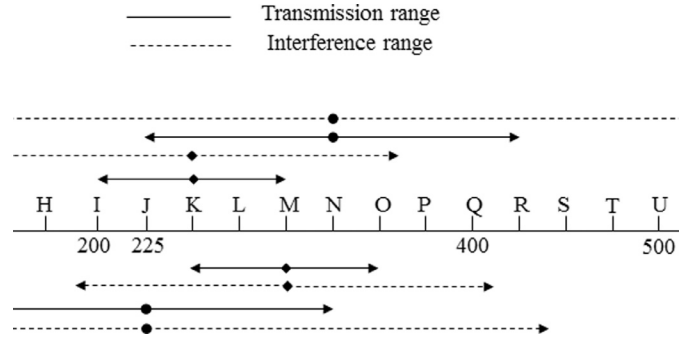 Transmission range
Interference range
H I J K L M N O P Q R S T U
200 225 400 500